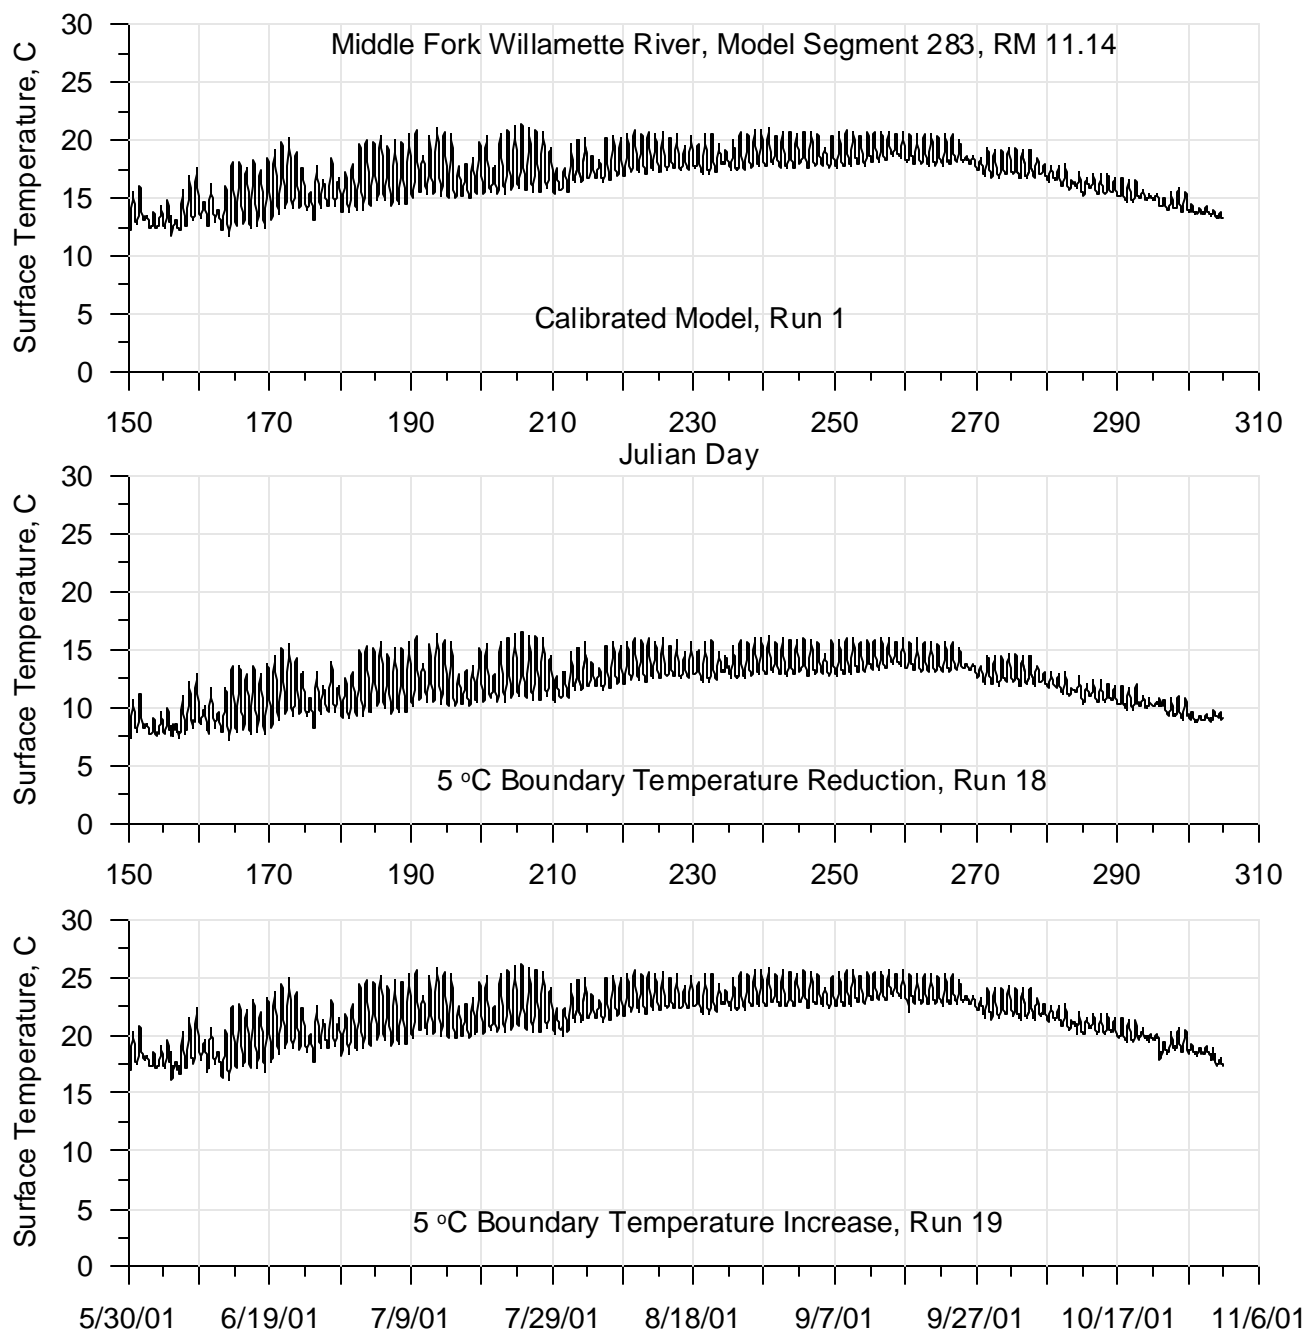 30
Middle Fork Willamette River, Model Segment 283, RM 11.14
25
20
15
10
5
0
Surface Temperature, C
Calibrated Model, Run 1
150 170 190 210 230 250 270 290 310
Julian Day
30
25
20
15
10
5
0
Surface Temperature, C
5 °C Boundary Temperature Reduction, Run 18
150 170 190 210 230 250 270 290 310
30
25
20
15
10
5
0
Surface Temperature, C
5 °C Boundary Temperature Increase, Run 19
5/30/01 6/19/01 7/9/01 7/29/01 8/18/01 9/7/01 9/27/01 10/17/01 11/6/01